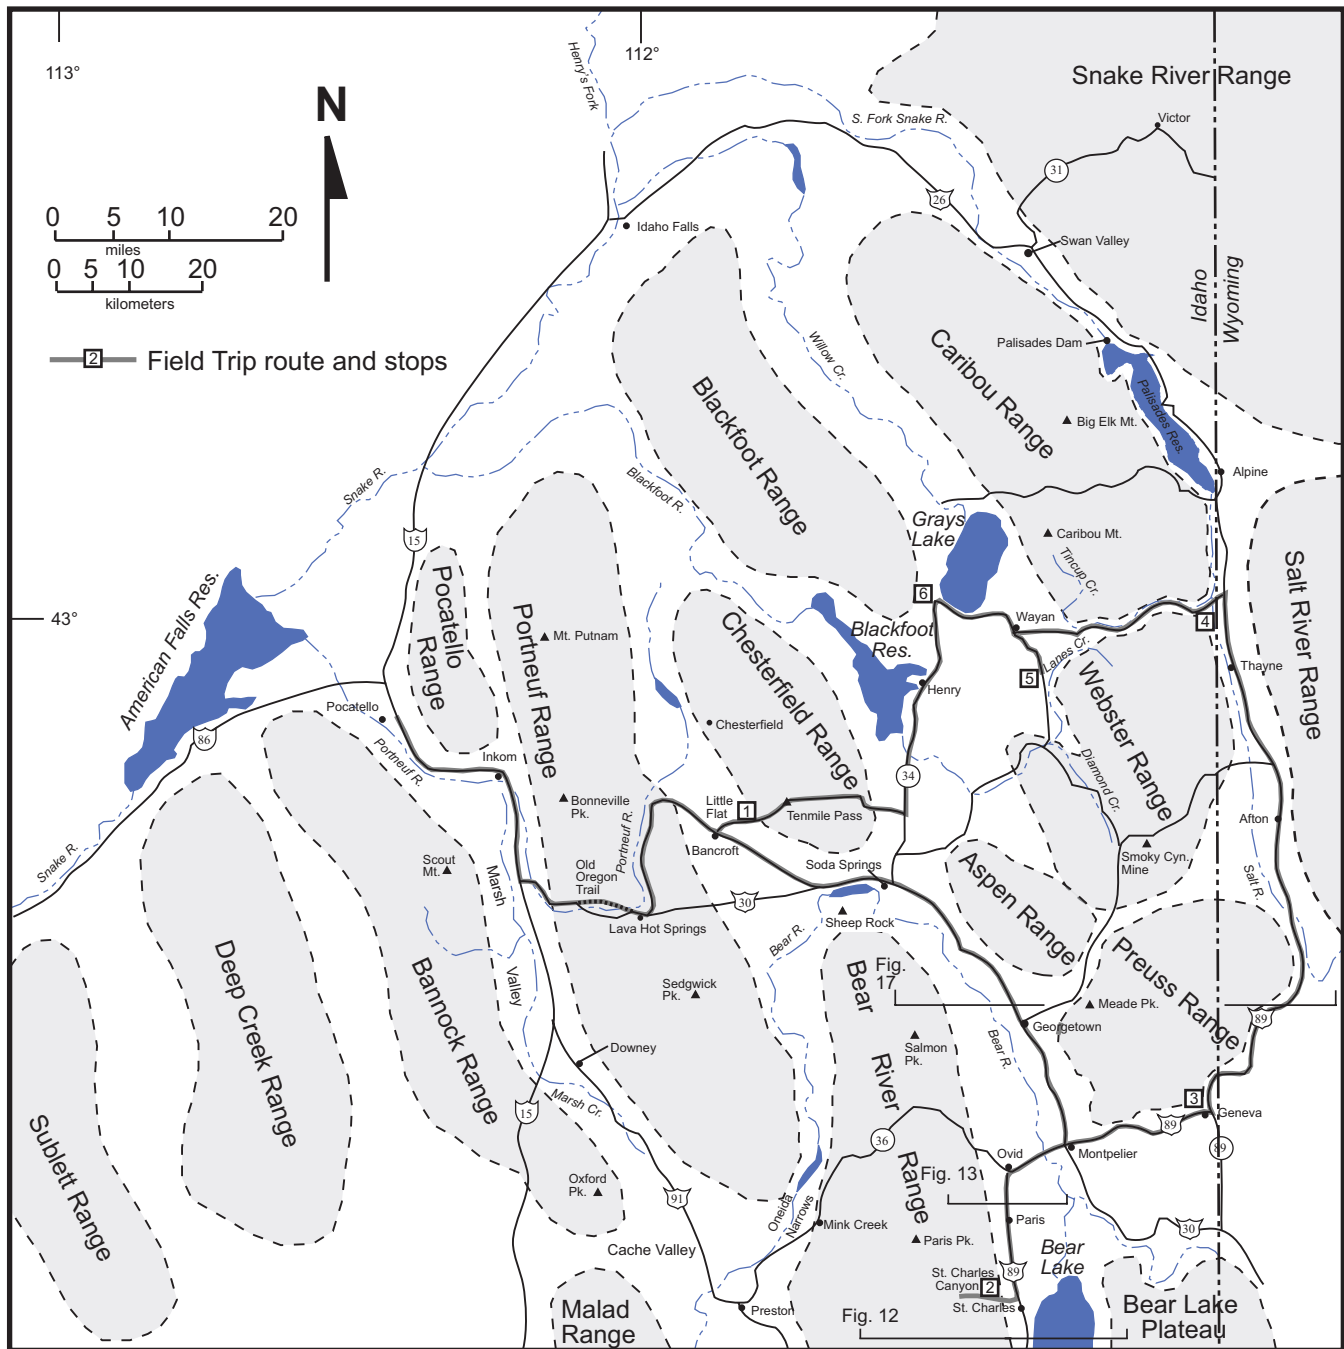 113°
112°
Henry's Fork
Snake River Range
N
S. Fork Snake R.
Victor
31
26
0 5 10 20
miles
0 5 10 20
kilometers
Idaho Falls
Swan Valley
Idaho
Wyoming
2 Field Trip route and stops
Willow Cr.
Palisades Dam
Caribou Range
Palisades Res.
Big Elk Mt.
Blackfoot Range
Snake R.
Blackfoot R.
Alpine
15
Grays
Lake
Caribou Mt.
Tincup Cr.
Salt River Range
American Falls Res.
43°
Pocatello
Range
Portneuf Range
Mt. Putnam
Chesterfield Range
6
Blackfoot
Res.
Wayan
4
Lanes Cr.
5
Thayne
Webster Range
Henry
Pocatello
86
Chesterfield
Portneuf R.
Inkom
34
Diamond Cr.
Bonneville
Pk.
Little
Flat
1
Tenmile Pass
Portneuf R.
Bancroft
Afton
Snake R.
Scout
Mt.
Marsh
Old
Oregon
Trail
Soda Springs
Smoky Cyn.
Mine
Aspen Range
Salt R.
30
Lava Hot Springs
Sheep Rock
Bear R.
Deep Creek Range
Bannock Range
Valley
Sedgwick
Pk.
Bear
River
Range
Fig.
17
Preuss Range
Meade Pk.
89
Georgetown
Salmon
Pk.
Bear R.
Downey
Marsh Cr.
15
3
Geneva
89
89
Sublett Range
36
Ovid
Montpelier
Oxford
Pk.
91
Oneida
Narrows
Fig. 13
Mink Creek
Paris
30
Paris Pk.
Cache Valley
Bear
Lake
St. Charles
Canyon
2
89
St. Charles
Malad
Range
Preston
Fig. 12
Bear Lake
Plateau